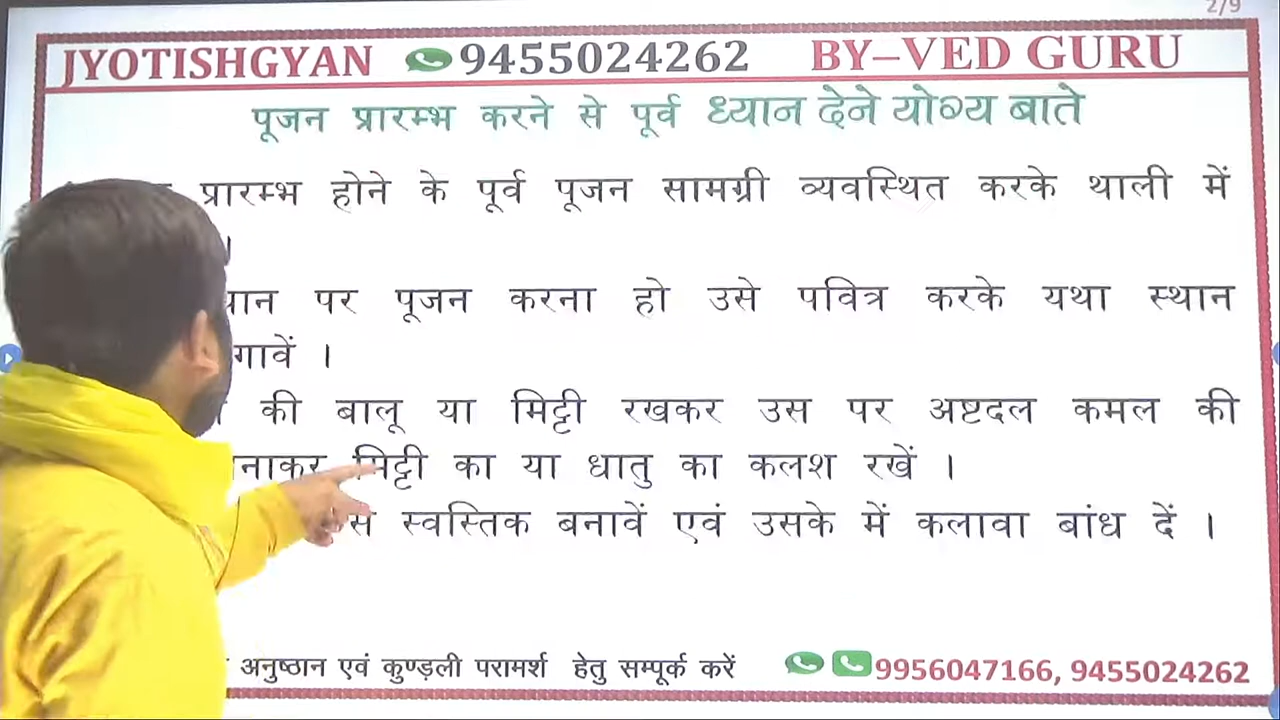 2/9
JYOTISHGYAN 9455024262 BY–VED GURU
पूजन प्रारम्भ करने से पूर्व ध्यान देने योग्य बाते
प्रारम्भ होने के पूर्व पूजन सामग्री व्यवस्थित करके थाली में
।
पर पूजन करना हो उसे पवित्र करके यथा स्थान
।
की बालू या मिट्टी रखकर उस पर अष्टदल कमल की
मिट्टी का या धातु का कलश रखें ।
स्वस्तिक बनावें एवं उसके में कलावा बांध दें ।
अनुष्ठान एवं कुण्ड़ली परामर्श हेतु सम्पूर्क करें 9956047166, 9455024262